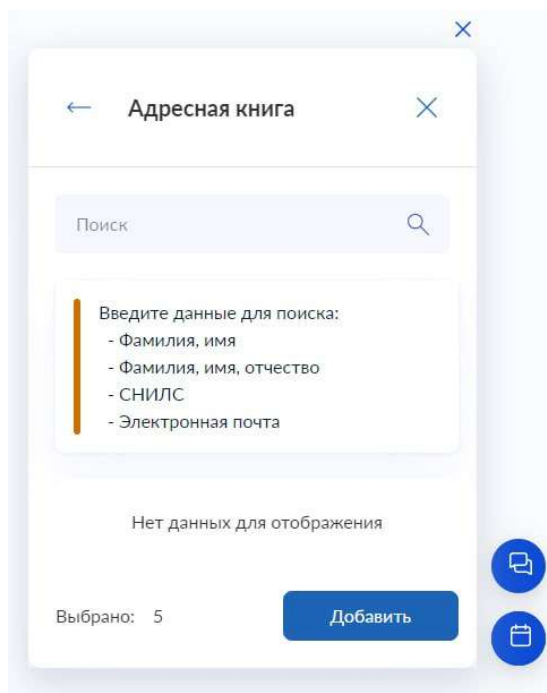 Адресная книга
Поиск
Введите данные для поиска:
- Фамилия, имя
- Фамилия, имя, отчество
- СНИЛС
- Электронная почта
Нет данных для отображения
Выбрано: 5
Добавить